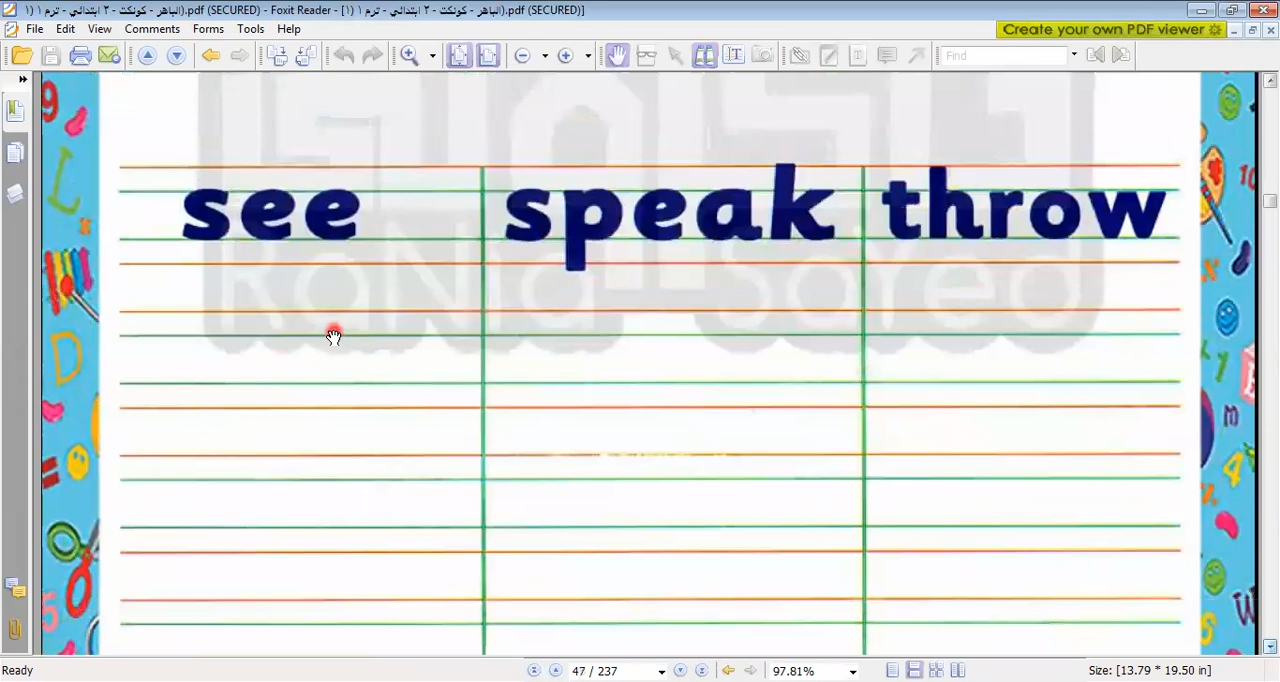 الباهر - كونكت - ٢ ابتدائي - ترم ١ (١).pdf (SECURED) - Foxit Reader - [الباهر - كونكت - ٢ ابتدائي - ترم ١ (١).pdf (SECURED)]
File Edit View Comments Forms Tools Help
Create your own PDF viewer
Find
see speak throw
Rania Sayed
Ready
47 / 237
97.81%
Size: [13.79 * 19.50 in]